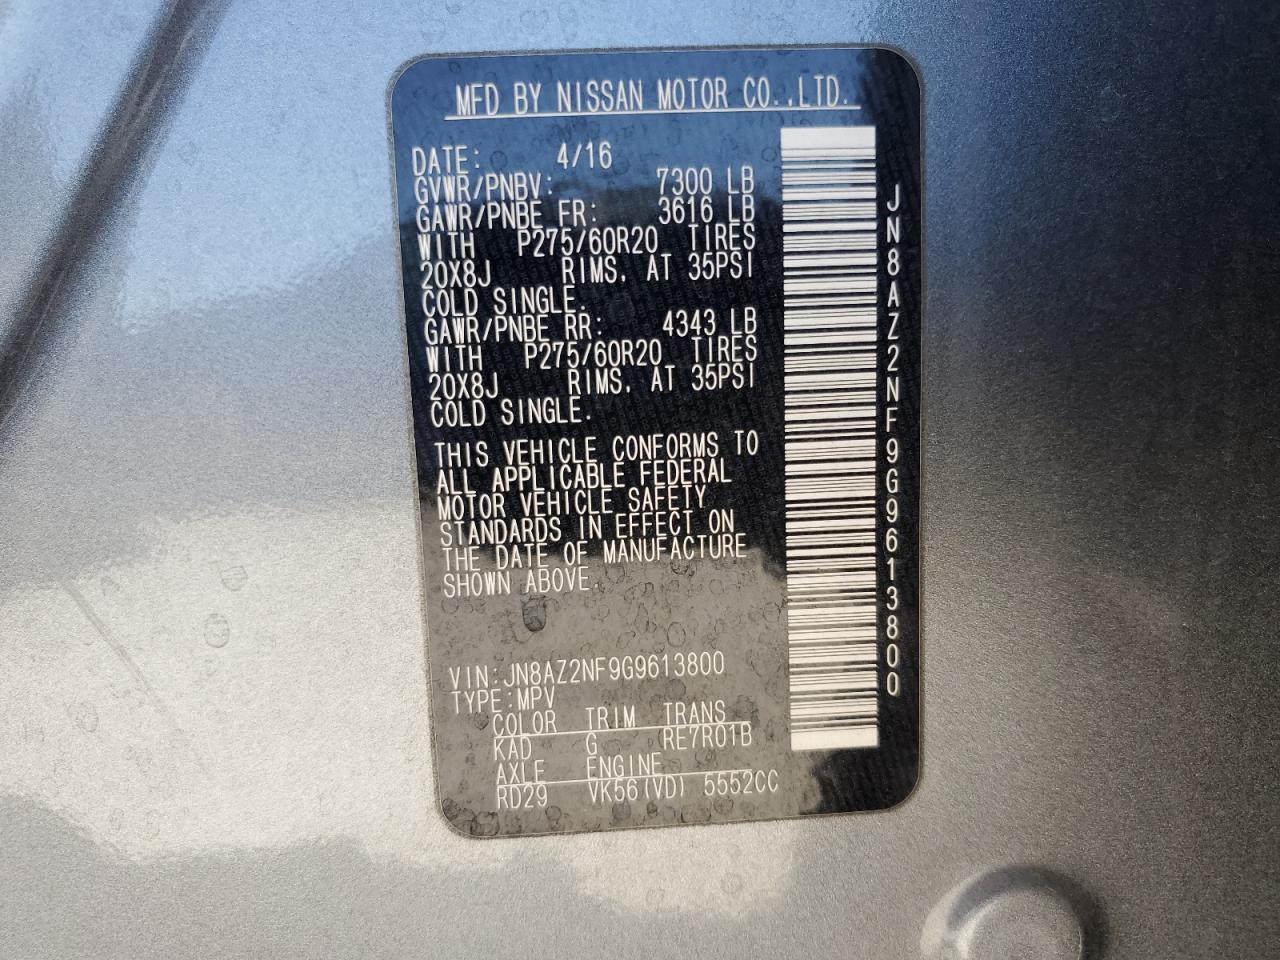 MFD BY NISSAN MOTOR CO.,LTD.
DATE: 4/16
GVWR/PNBV: 7300 LB
GAWR/PNBE FR: 3616 LB
WITH P275/60R20 TIRES
20X8J RIMS, AT 35PSI
COLD SINGLE.
GAWR/PNBE RR: 4343 LB
WITH P275/60R20 TIRES
20X8J RIMS, AT 35PSI
COLD SINGLE.
THIS VEHICLE CONFORMS TO
ALL APPLICABLE FEDERAL
MOTOR VEHICLE SAFETY
STANDARDS IN EFFECT ON
THE DATE OF MANUFACTURE
SHOWN ABOVE.
VIN:JN8AZ2NF9G9613800
TYPE:MPV
COLOR TRIM TRANS
KAD G RE7R01B
AXLE ENGINE
RD29 VK56(VD) 5552CC
JN8AZ2NF9G9613800